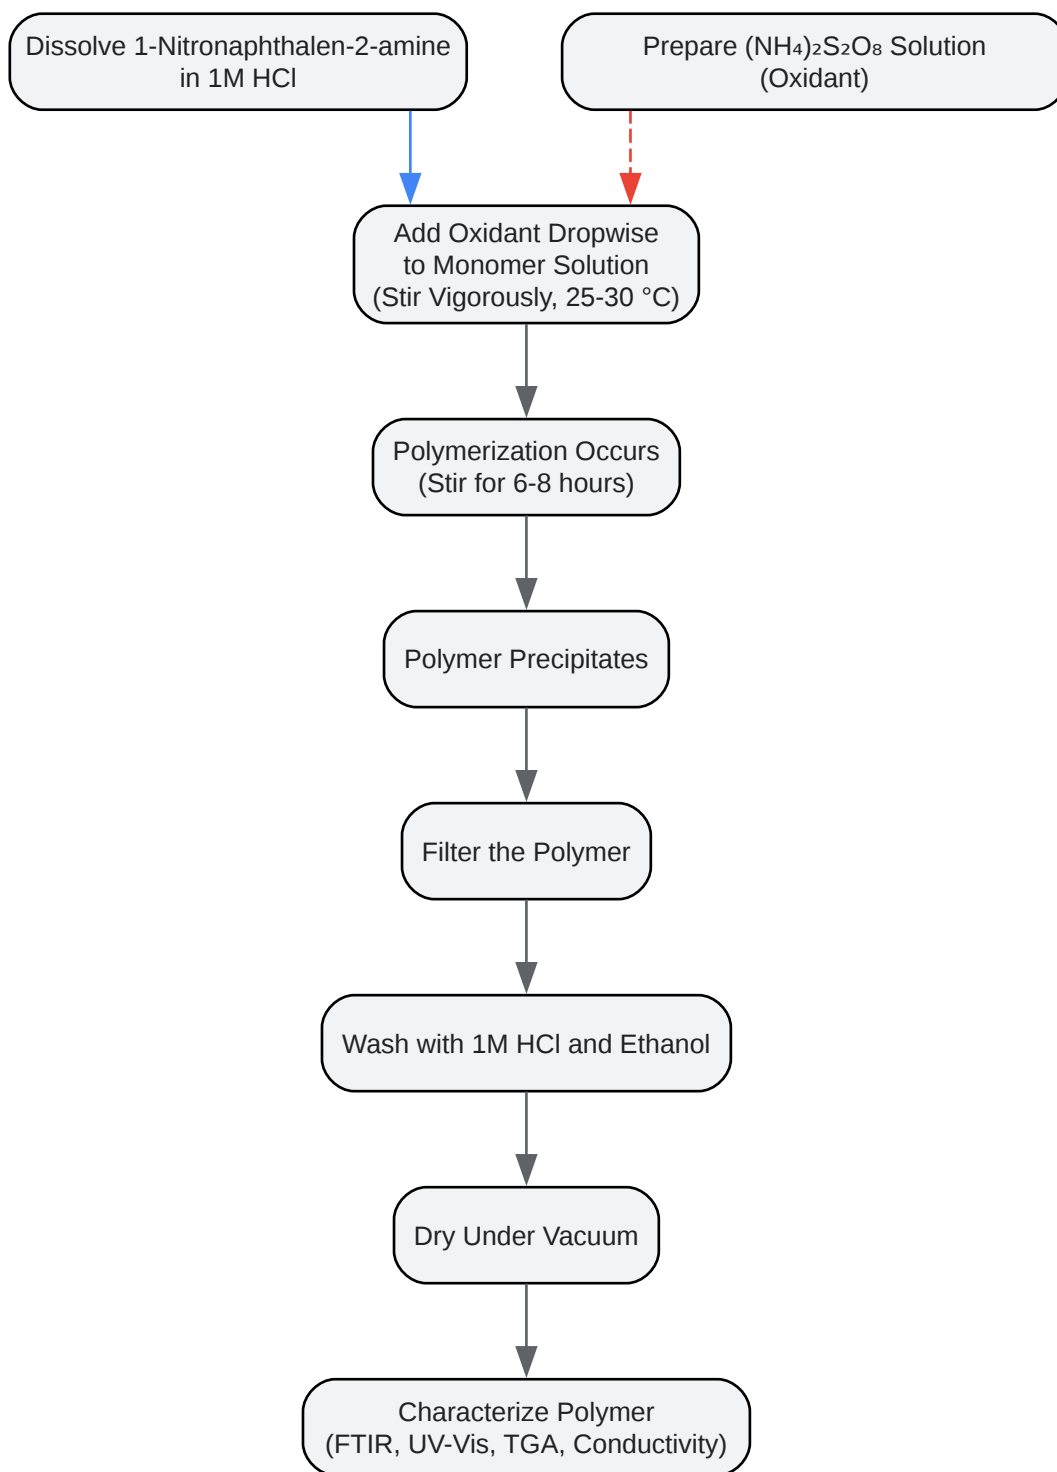 Dissolve 1-Nitronaphthalen-2-amine
in 1M HCl
Prepare (NH₄)₂S₂O₈ Solution
(Oxidant)
Add Oxidant Dropwise
to Monomer Solution
(Stir Vigorously, 25-30 °C)
Polymerization Occurs
(Stir for 6-8 hours)
Polymer Precipitates
Filter the Polymer
Wash with 1M HCl and Ethanol
Dry Under Vacuum
Characterize Polymer
(FTIR, UV-Vis, TGA, Conductivity)